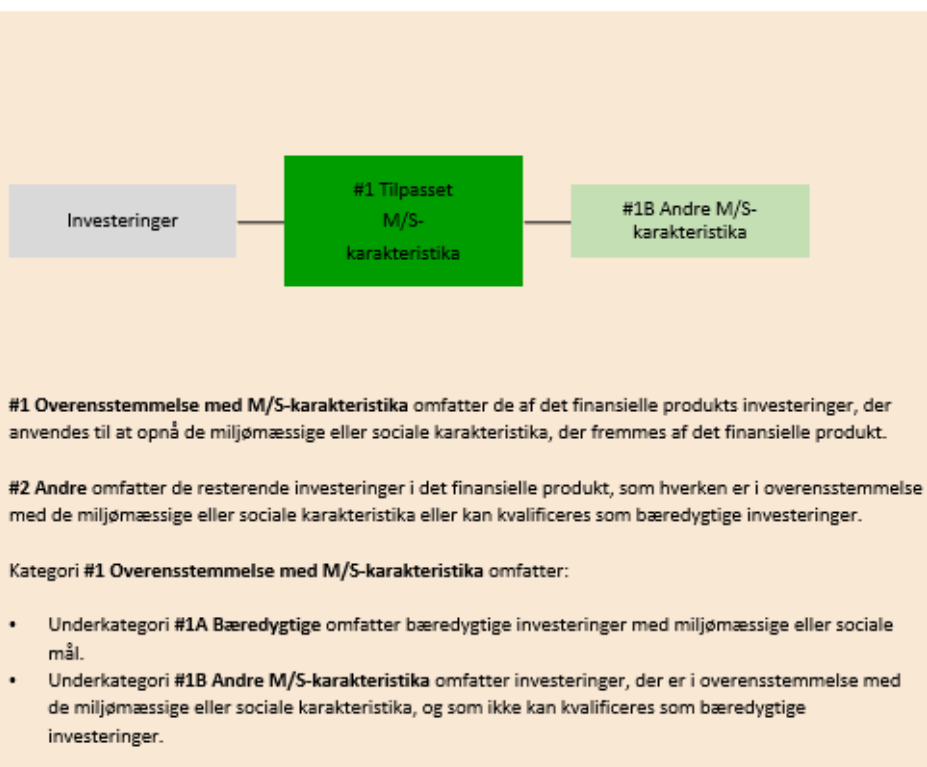 Investeringer
#1 Tilpasset
M/S-
karakteristika
#1B Andre M/S-
karakteristika
#1 Overensstemmelse med M/S-karakteristika omfatter de af det finansielle produkts investeringer, der
anvendes til at opnå de miljømæssige eller sociale karakteristika, der fremmes af det finansielle produkt.
#2 Andre omfatter de resterende investeringer i det finansielle produkt, som hverken er i overensstemmelse
med de miljømæssige eller sociale karakteristika eller kan kvalificeres som bæredygtige investeringer.
Kategori #1 Overensstemmelse med M/S-karakteristika omfatter:
• Underkategori #1A Bæredygtige omfatter bæredygtige investeringer med miljømæssige eller sociale
mål.
• Underkategori #1B Andre M/S-karakteristika omfatter investeringer, der er i overensstemmelse med
de miljømæssige eller sociale karakteristika, og som ikke kan kvalificeres som bæredygtige
investeringer.